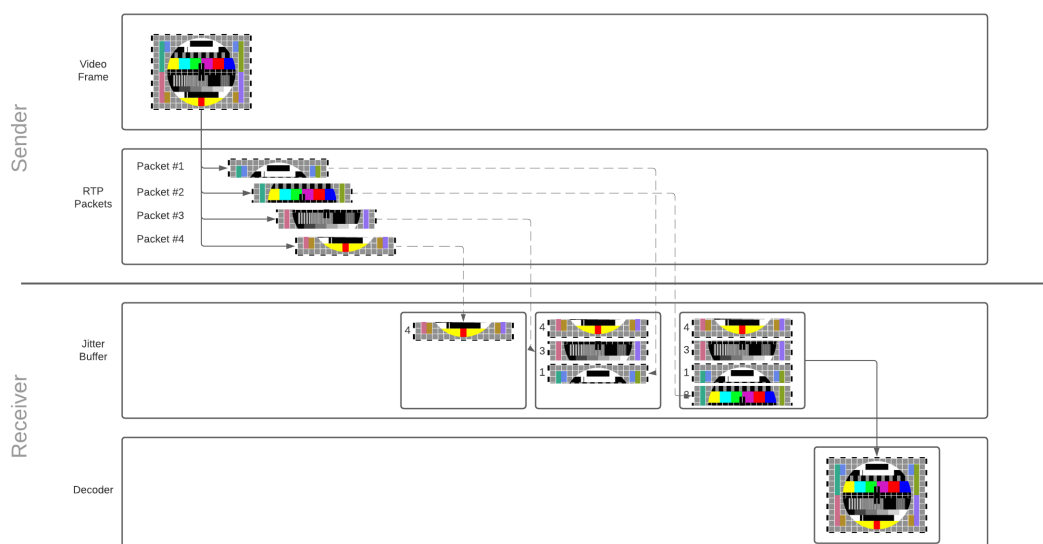 Sender
Video
Frame
RTP
Packets
Packet #1
Packet #2
Packet #3
Packet #4
Receiver
Jitter
Buffer
4
4
3
1
4
3
1
2
Decoder